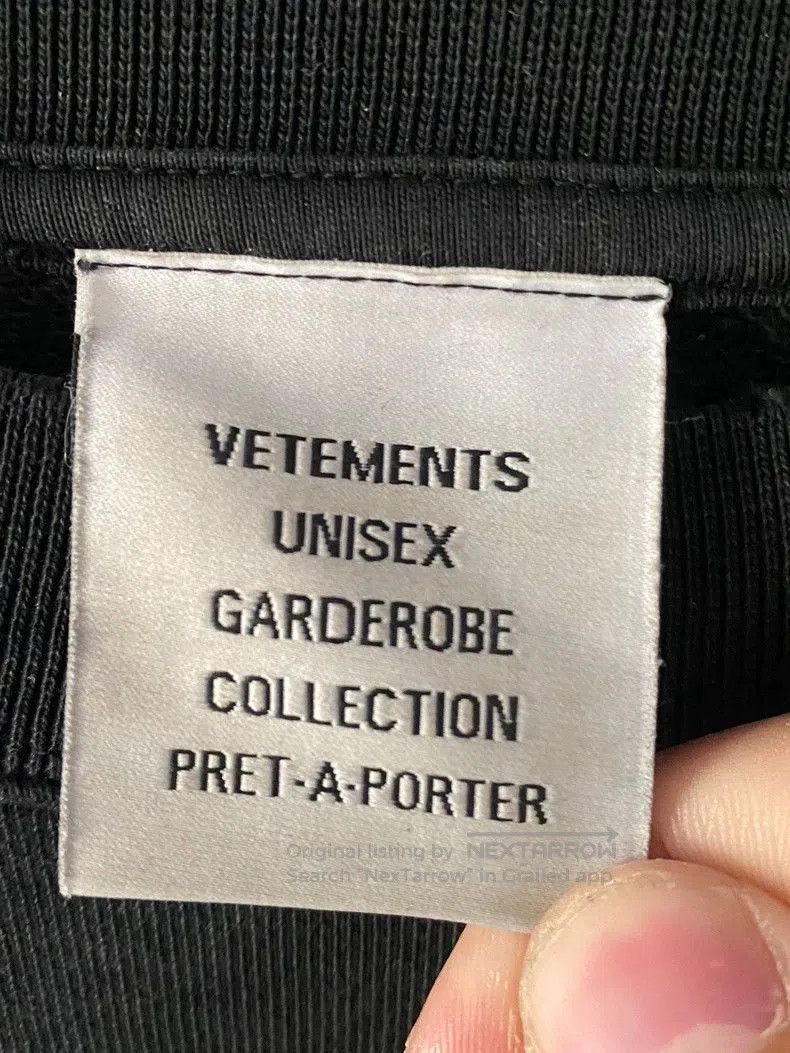 VETEMENTS
UNISEX
GARDEROBE
COLLECTION
PRET-A-PORTER
Original listing by NEXTARROW
Search "NexTarrow" in Grailed app